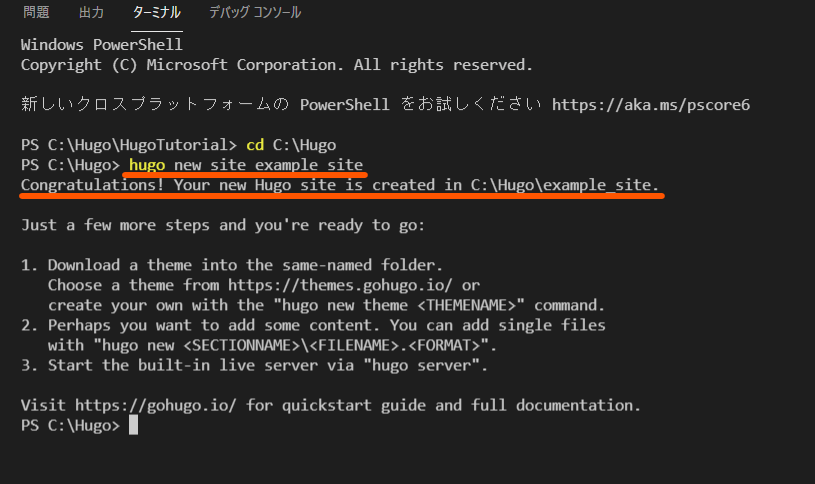 問題 出力 ターミナル デバッグ コンソール
Windows PowerShell
Copyright (C) Microsoft Corporation. All rights reserved.
新しいクロスプラットフォームの PowerShell をお試しください https://aka.ms/pscore6
PS C:\Hugo\HugoTutorial> cd C:\Hugo
PS C:\Hugo> hugo new site example_site
Congratulations! Your new Hugo site is created in C:\Hugo\example_site.
Just a few more steps and you're ready to go:
1. Download a theme into the same-named folder.
Choose a theme from https://themes.gohugo.io/ or
create your own with the "hugo new theme <THEMENAME>" command.
2. Perhaps you want to add some content. You can add single files
with "hugo new <SECTIONNAME>\<FILENAME>.<FORMAT>".
3. Start the built-in live server via "hugo server".
Visit https://gohugo.io/ for quickstart guide and full documentation.
PS C:\Hugo>